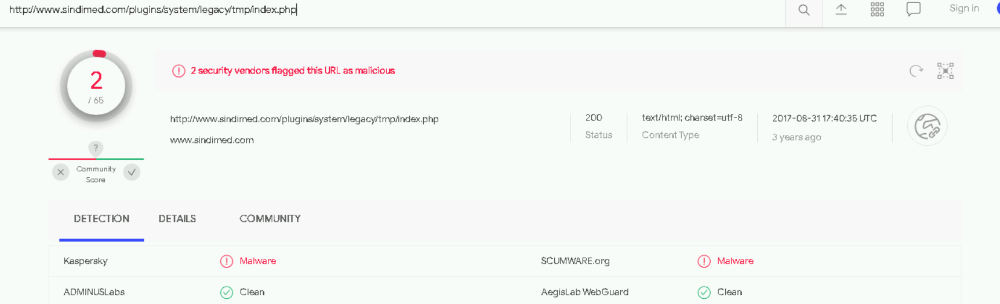 http://www.sindimed.com/plugins/system/legacy/tmp/index.php
Sign in
2
/ 65
2 security vendors flagged this URL as malicious
http://www.sindimed.com/plugins/system/legacy/tmp/index.php
www.sindimed.com
200
Status
text/html; charset=utf-8
Content Type
2017-08-31 17:40:35 UTC
3 years ago
?
Community
Score
DETECTION DETAILS COMMUNITY
Kaspersky Malware SCUMWARE.org Malware
ADMINUSLabs Clean AegisLab WebGuard Clean